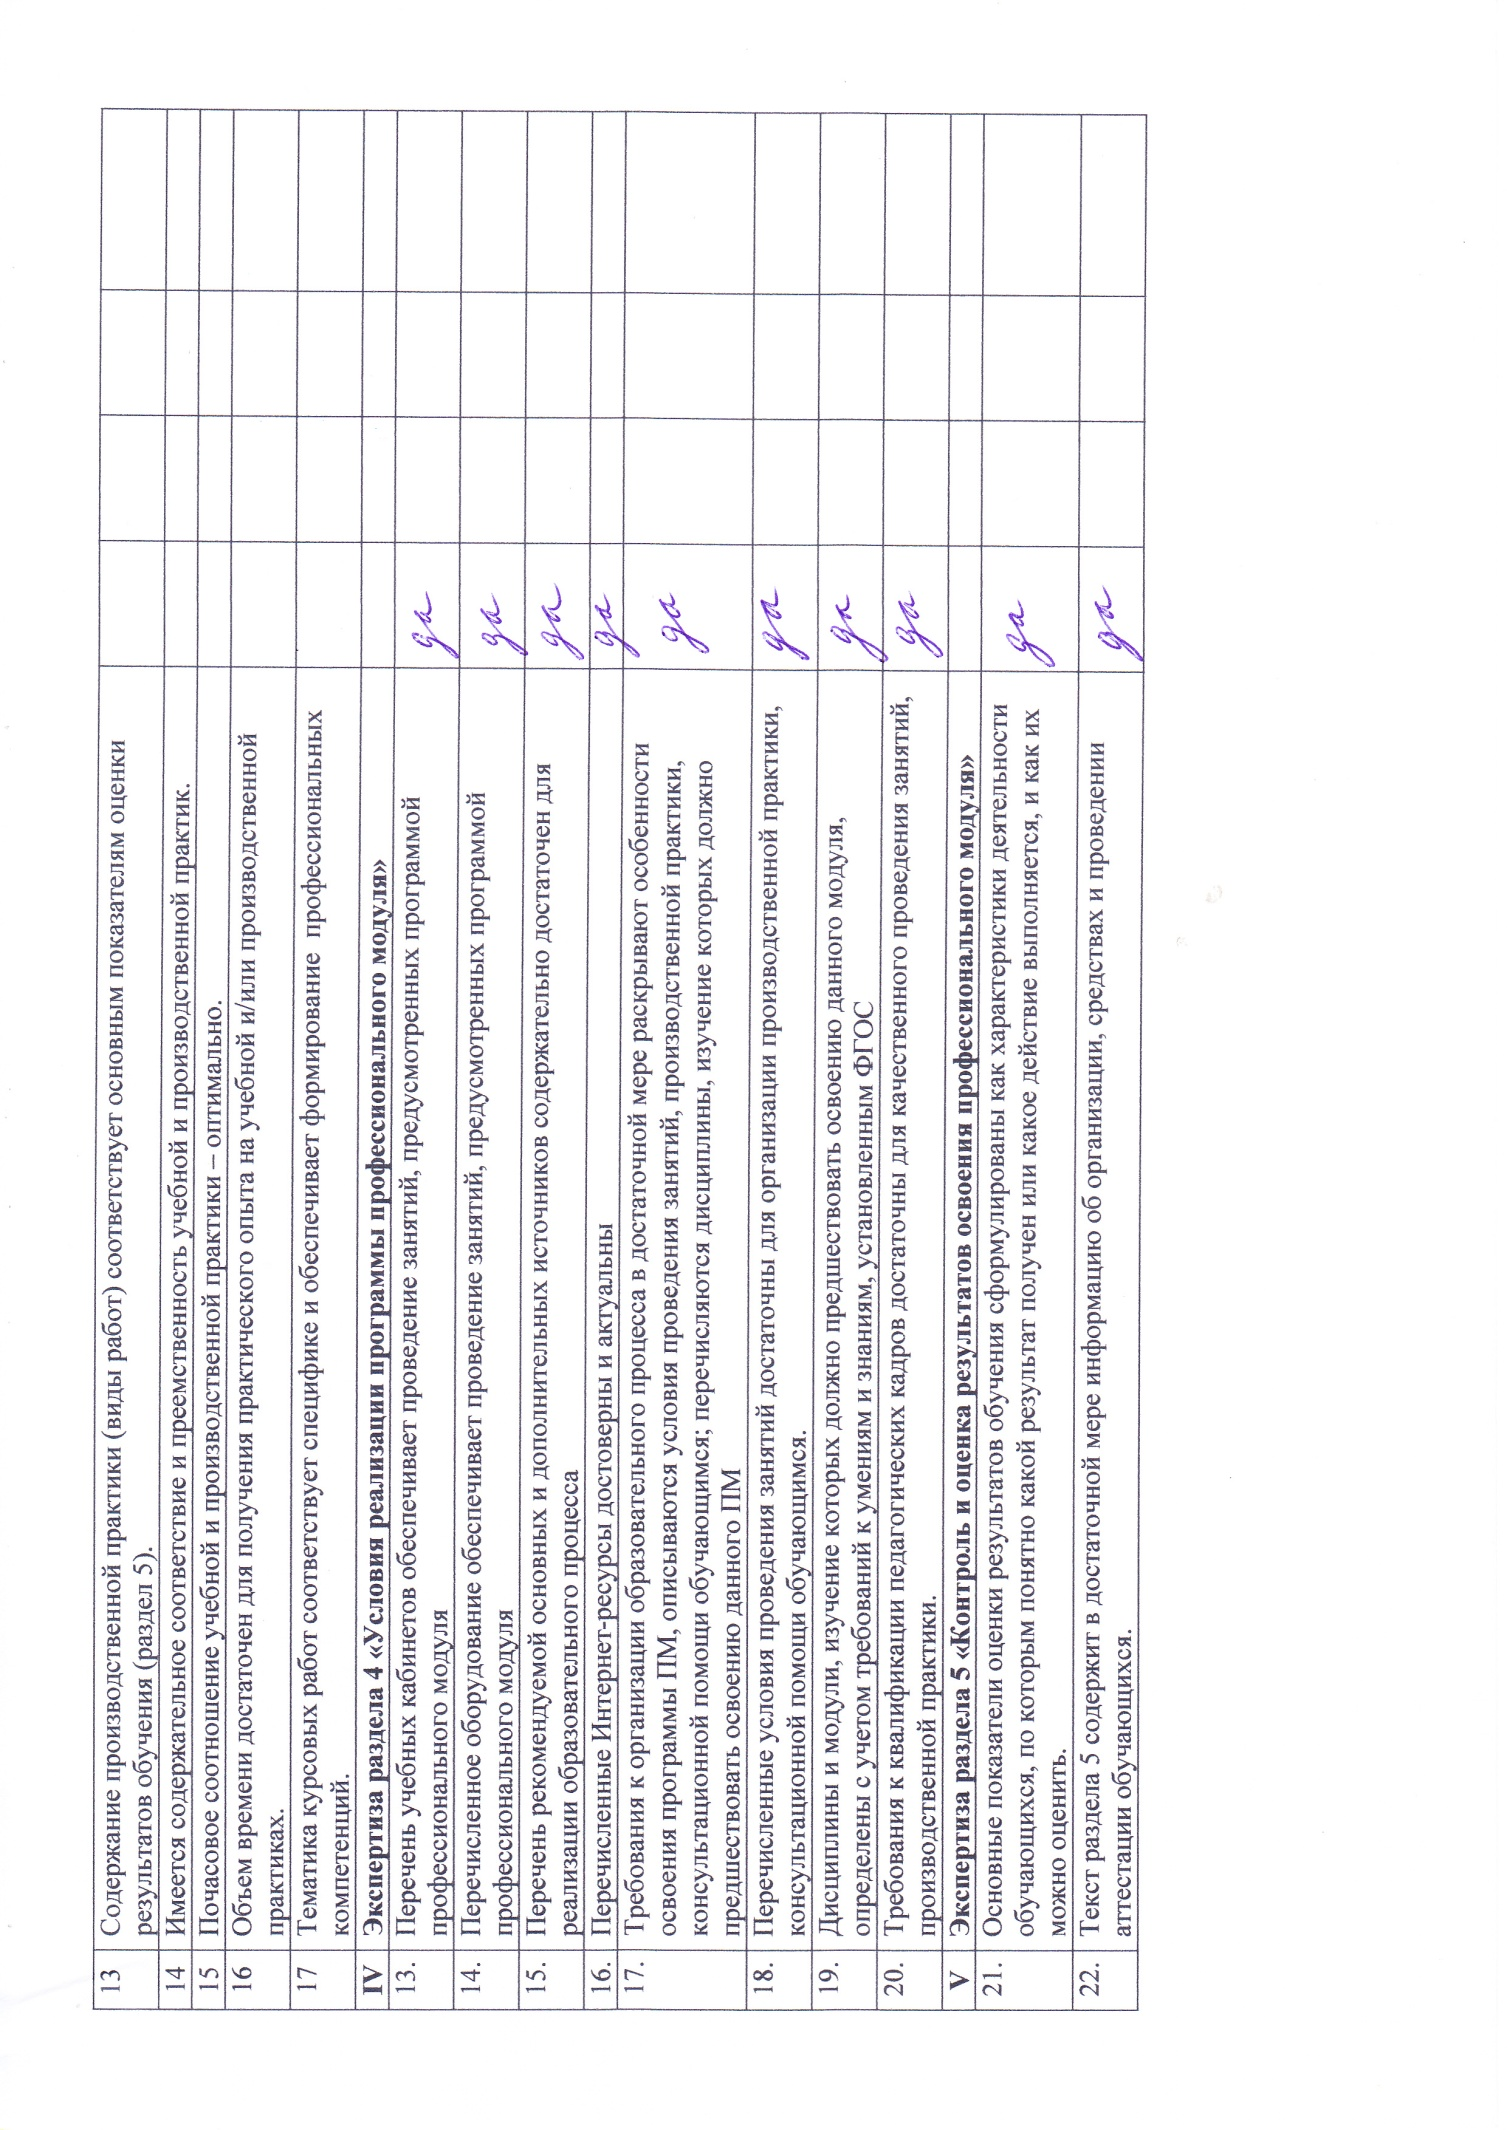 13 Содержание производственной практики (виды работ) соответствует основным показателям оценки
результатов обучения (раздел 5).
14 Имеется содержательное соответствие и преемственность учебной и производственной практик.
15 Почасовое соотношение учебной и производственной практики – оптимально.
16 Объем времени достаточен для получения практического опыта на учебной и/или производственной
практиках.
17 Тематика курсовых работ соответствует специфике и обеспечивает формирование профессиональных
компетенций.
IV Экспертиза раздела 4 «Условия реализации программы профессионального модуля»
13. Перечень учебных кабинетов обеспечивает проведение занятий, предусмотренных программой да
профессионального модуля
14. Перечисленное оборудование обеспечивает проведение занятий, предусмотренных программой да
профессионального модуля
15. Перечень рекомендуемой основных и дополнительных источников содержательно достаточен для да
реализации образовательного процесса
16. Перечисленные Интернет-ресурсы достоверны и актуальны да
17. Требования к организации образовательного процесса в достаточной мере раскрывают особенности
освоения программы ПМ, описываются условия проведения занятий, производственной практики, да
консультационной помощи обучающимся; перечисляются дисциплины, изучение которых должно
предшествовать освоению данного ПМ
18. Перечисленные условия проведения занятий достаточны для организации производственной практики, да
консультационной помощи обучающимся.
19. Дисциплины и модули, изучение которых должно предшествовать освоению данного модуля, да
определены с учетом требований к умениям и знаниям, установленным ФГОС
20. Требования к квалификации педагогических кадров достаточны для качественного проведения занятий, да
производственной практики.
V Экспертиза раздела 5 «Контроль и оценка результатов освоения профессионального модуля»
21. Основные показатели оценки результатов обучения сформулированы как характеристики деятельности
обучающихся, по которым понятно какой результат получен или какое действие выполняется, и как их да
можно оценить.
22. Текст раздела 5 содержит в достаточной мере информацию об организации, средствах и проведении да
аттестации обучающихся.